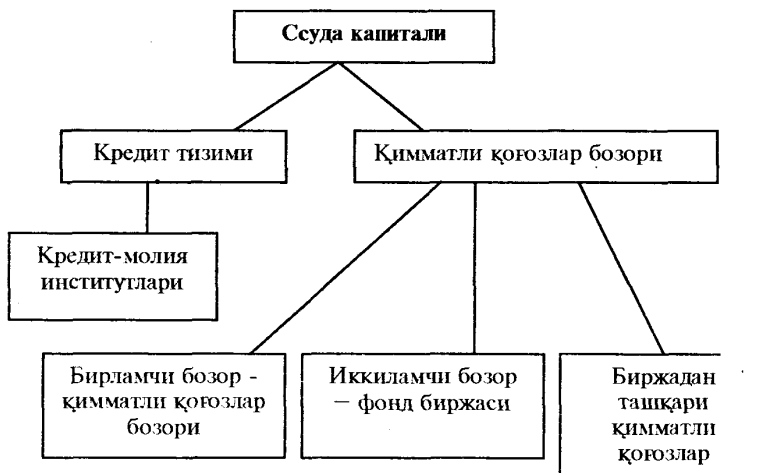 Ссуда капитали
Кредит тизими
Қимматли қоғозлар бозори
Кредит-молия
институтлари
Бирламчи бозор -
қимматли қоғозлар
бозори
Иккиламчи бозор
– фонд биржаси
Биржадан
ташқари
қимматли
қоғозлар